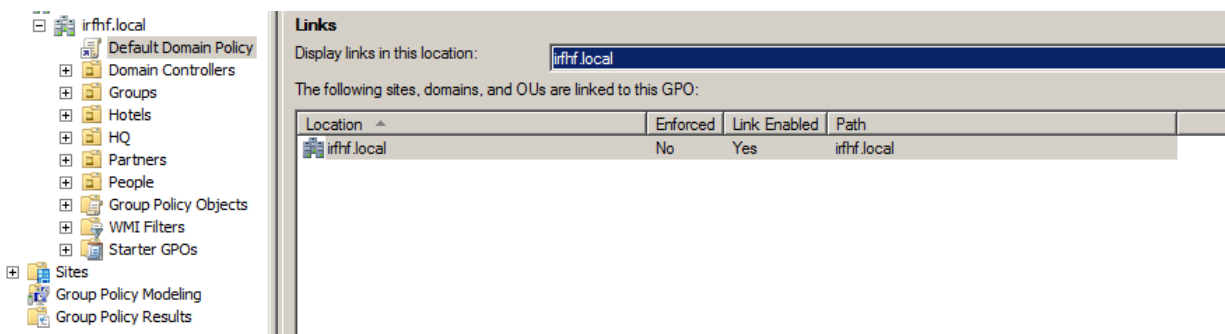 irfhf.local
Default Domain Policy
Domain Controllers
Groups
Hotels
HQ
Partners
People
Group Policy Objects
WMI Filters
Starter GPOs
Sites
Group Policy Modeling
Group Policy Results
Links
Display links in this location:
irfhf.local
The following sites, domains, and OUs are linked to this GPO:
Location Enforced Link Enabled Path
irfhf.local No Yes irfhf.local